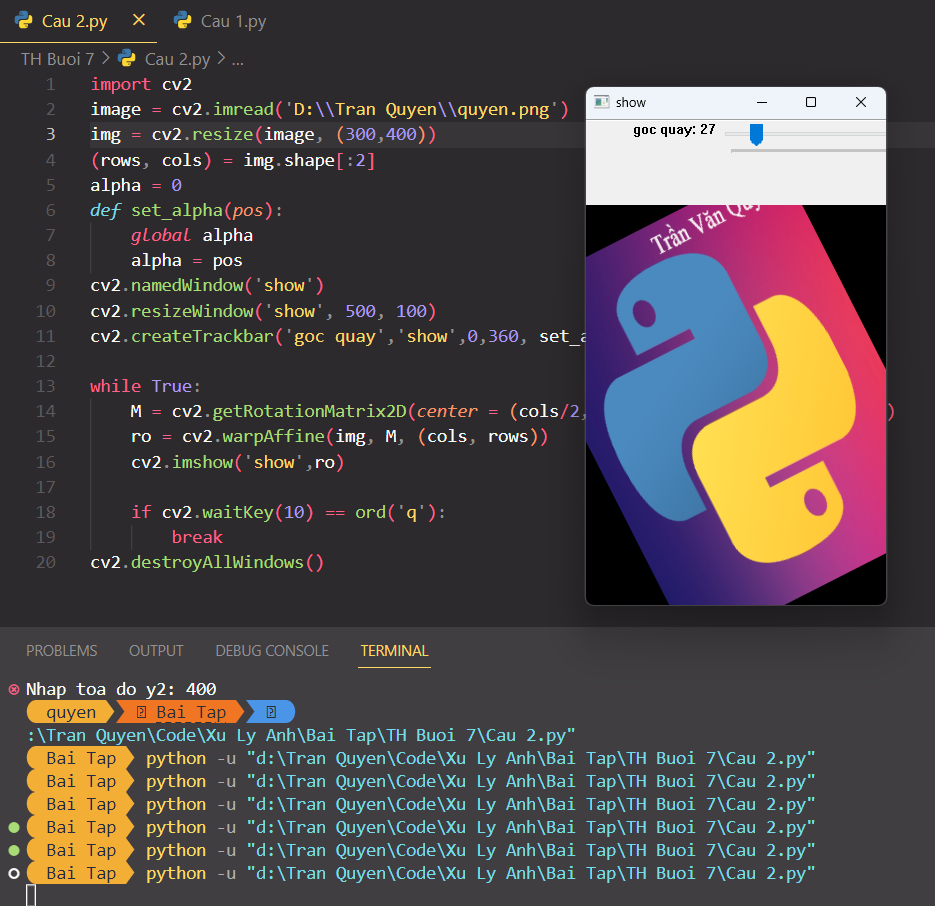 Cau 2.py
Cau 1.py
TH Buoi 7 > Cau 2.py > ...
1 import cv2
2 image = cv2.imread('D:\\Tran Quyen\\quyen.png')
3 img = cv2.resize(image, (300,400))
4 (rows, cols) = img.shape[:2]
5 alpha = 0
6 def set_alpha(pos):
7 global alpha
8 alpha = pos
9 cv2.namedWindow('show')
10 cv2.resizeWindow('show', 500, 100)
11 cv2.createTrackbar('goc quay','show',0,360, set_a
12
13 while True:
14 M = cv2.getRotationMatrix2D(center = (cols/2, )
15 ro = cv2.warpAffine(img, M, (cols, rows))
16 cv2.imshow('show',ro)
17
18 if cv2.waitKey(10) == ord('q'):
19 break
20 cv2.destroyAllWindows()
show
goc quay: 27
Trần Văn
PROBLEMS OUTPUT DEBUG CONSOLE TERMINAL
Nhap toa do y2: 400
quyen Bai Tap
:\Tran Quyen\Code\Xu Ly Anh\Bai Tap\TH Buoi 7\Cau 2.py"
Bai Tap python -u "d:\Tran Quyen\Code\Xu Ly Anh\Bai Tap\TH Buoi 7\Cau 2.py"
Bai Tap python -u "d:\Tran Quyen\Code\Xu Ly Anh\Bai Tap\TH Buoi 7\Cau 2.py"
Bai Tap python -u "d:\Tran Quyen\Code\Xu Ly Anh\Bai Tap\TH Buoi 7\Cau 2.py"
Bai Tap python -u "d:\Tran Quyen\Code\Xu Ly Anh\Bai Tap\TH Buoi 7\Cau 2.py"
Bai Tap python -u "d:\Tran Quyen\Code\Xu Ly Anh\Bai Tap\TH Buoi 7\Cau 2.py"
Bai Tap python -u "d:\Tran Quyen\Code\Xu Ly Anh\Bai Tap\TH Buoi 7\Cau 2.py"